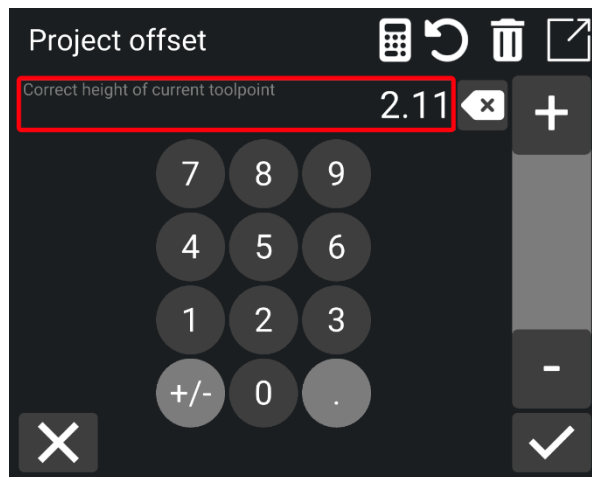 Project offset
Correct height of current toolpoint
2.11
+
7 8 9
4 5 6
1 2 3
+/- 0 .
-